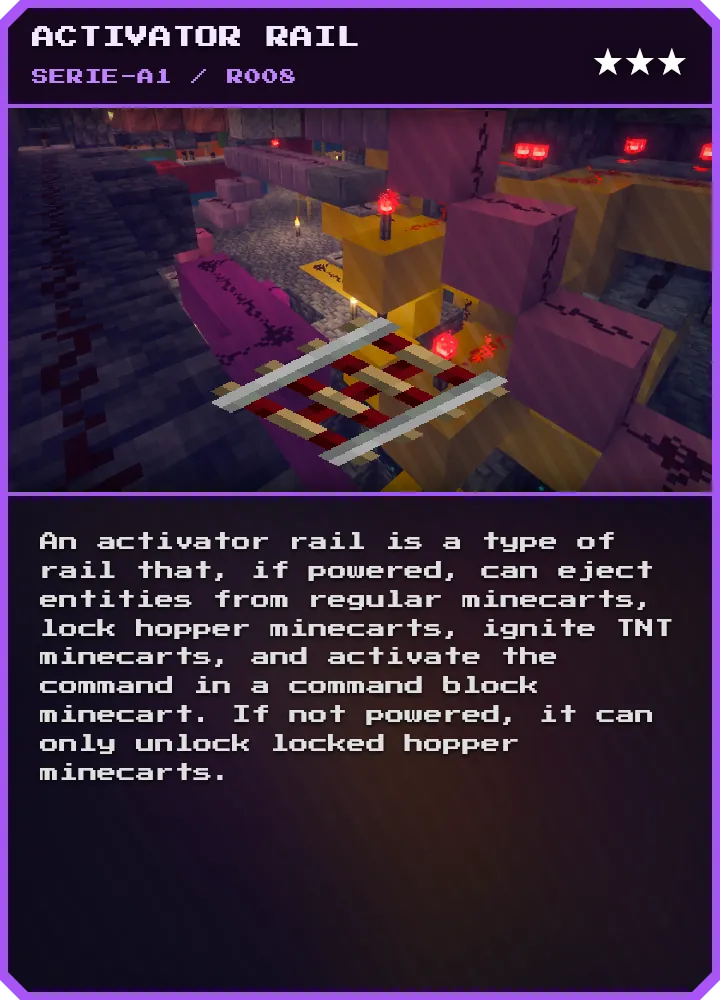 ACTIVATOR RAIL
SERIE-A1 / R008
★★★
An activator rail is a type of
rail that, if powered, can eject
entities from regular minecarts,
lock hopper minecarts, ignite TNT
minecarts, and activate the
command in a command block
minecart. If not powered, it can
only unlock locked hopper
minecarts.